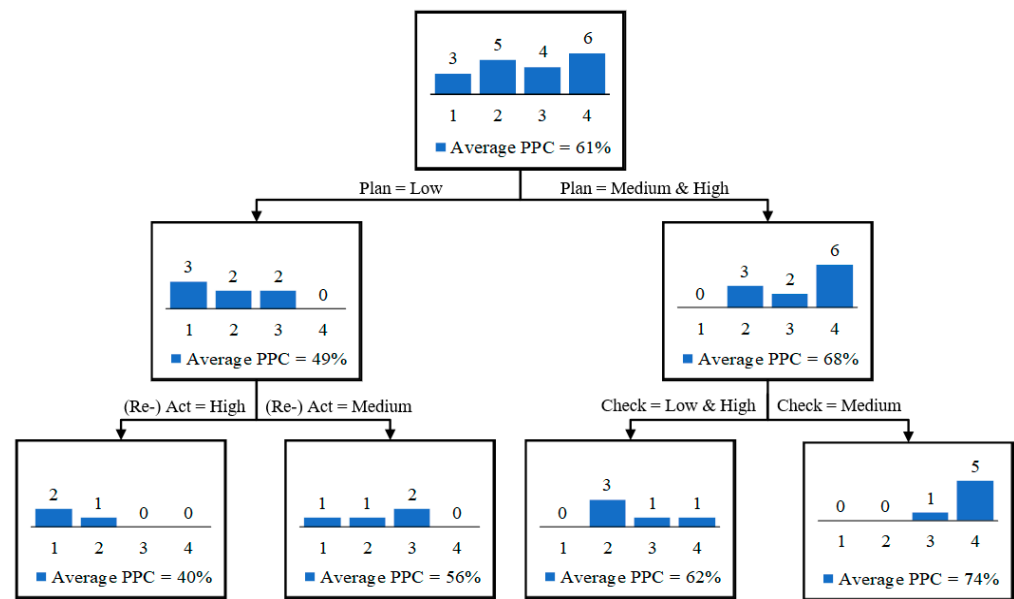 3 5 4 6
1 2 3 4
Average PPC = 61%
Plan = Low
Plan = Medium & High
3 2 2 0
1 2 3 4
Average PPC = 49%
0 3 2 6
1 2 3 4
Average PPC = 68%
(Re-) Act = High
(Re-) Act = Medium
Check = Low & High
Check = Medium
2 1 0 0
1 2 3 4
Average PPC = 40%
1 1 2 0
1 2 3 4
Average PPC = 56%
0 3 1 1
1 2 3 4
Average PPC = 62%
0 0 1 5
1 2 3 4
Average PPC = 74%